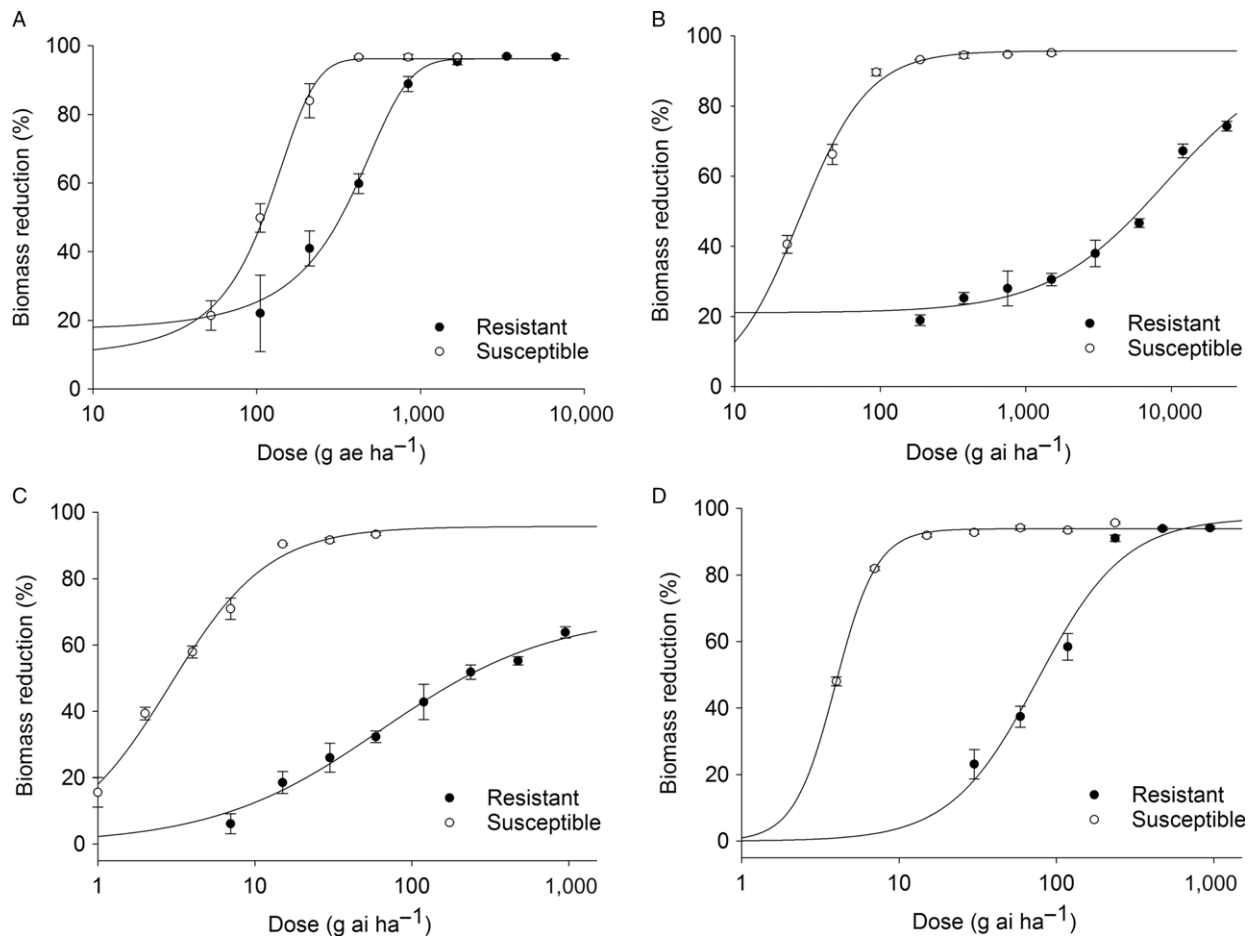 A
100
80
60
40
20
0
Biomass reduction (%)
Resistant
Susceptible
10
100
1,000
10,000
Dose (g ae ha–1)
B
100
80
60
40
20
0
Biomass reduction (%)
Resistant
Susceptible
10
100
1,000
10,000
Dose (g ai ha–1)
C
100
80
60
40
20
0
Biomass reduction (%)
Resistant
Susceptible
1
10
100
1,000
Dose (g ai ha–1)
D
100
80
60
40
20
0
Biomass reduction (%)
Resistant
Susceptible
1
10
100
1,000
Dose (g ai ha–1)